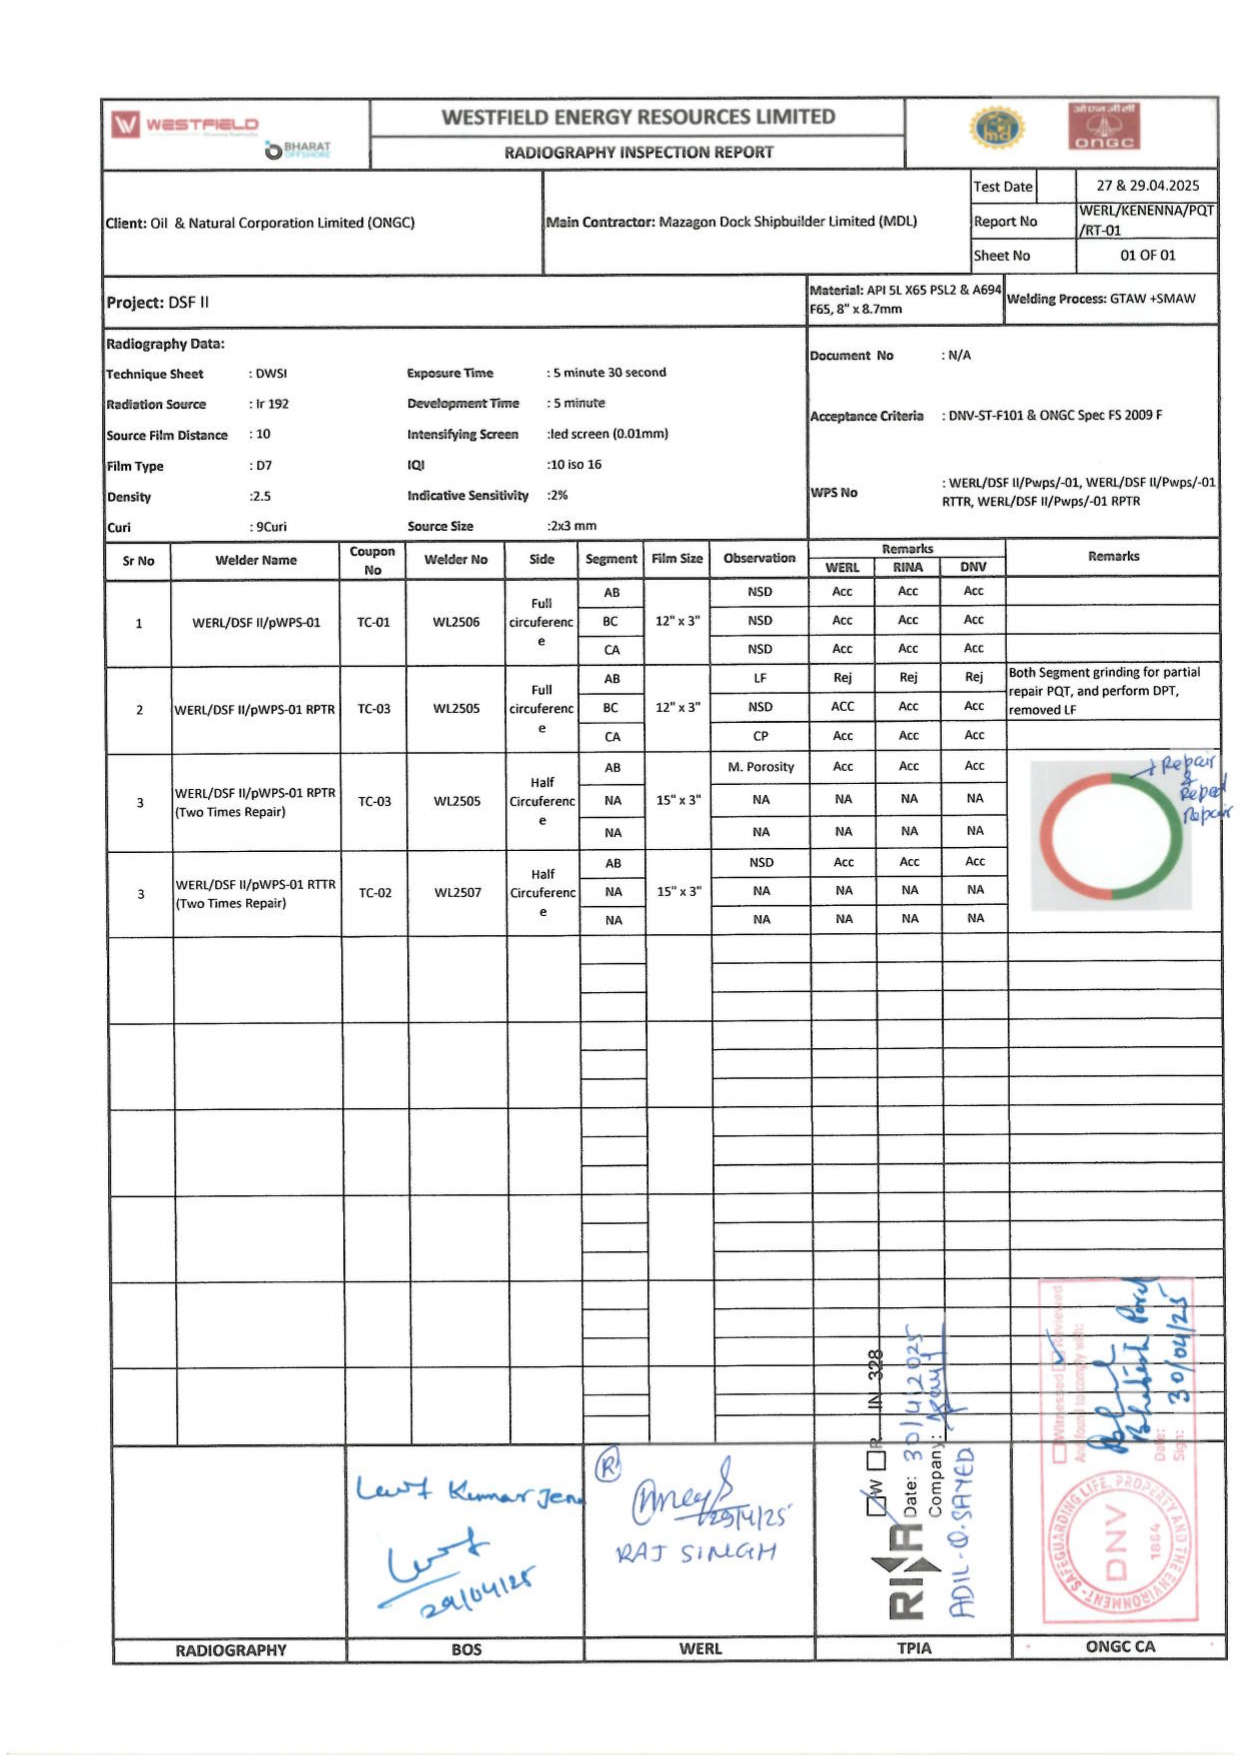 WESTFIELD
BHARAT
OFFSHORE
WESTFIELD ENERGY RESOURCES LIMITED
RADIOGRAPHY INSPECTION REPORT
ओएनजीसी
ONGC
Client: Oil & Natural Corporation Limited (ONGC)
Main Contractor: Mazagon Dock Shipbuilder Limited (MDL)
Test Date 27 & 29.04.2025
Report No WERL/KENENNA/PQT
/RT-01
Sheet No 01 OF 01
Project: DSF II
Material: API 5L X65 PSL2 & A694
F65, 8" x 8.7mm
Welding Process: GTAW +SMAW
Radiography Data:
Technique Sheet : DWSI Exposure Time : 5 minute 30 second
Radiation Source : Ir 192 Development Time : 5 minute
Source Film Distance : 10 Intensifying Screen :led screen (0.01mm)
Film Type : D7 IQI :10 iso 16
Density :2.5 Indicative Sensitivity :2%
Curi : 9Curi Source Size :2x3 mm
Document No : N/A
Acceptance Criteria : DNV-ST-F101 & ONGC Spec FS 2009 F
WPS No : WERL/DSF II/Pwps/-01, WERL/DSF II/Pwps/-01
RTTR, WERL/DSF II/Pwps/-01 RPTR
Sr No Welder Name Coupon No Welder No Side Segment Film Size Observation Remarks Remarks
WERL RINA DNV
1 WERL/DSF II/pWPS-01 TC-01 WL2506 Full circuferenc e AB 12" x 3" NSD Acc Acc Acc
BC NSD Acc Acc Acc
CA NSD Acc Acc Acc
2 WERL/DSF II/pWPS-01 RPTR TC-03 WL2505 Full circuferenc e AB 12" x 3" LF Rej Rej Rej Both Segment grinding for partial
repair PQT, and perform DPT,
removed LF
BC NSD ACC Acc Acc
CA CP Acc Acc Acc
3 WERL/DSF II/pWPS-01 RPTR
(Two Times Repair) TC-03 WL2505 Half Circuferenc e AB 15" x 3" M. Porosity Acc Acc Acc
NA NA NA NA NA
NA NA NA NA NA
Repair
&
Repeat
Repair
3 WERL/DSF II/pWPS-01 RTTR
(Two Times Repair) TC-02 WL2507 Half Circuferenc e AB 15" x 3" NSD Acc Acc Acc
NA NA NA NA NA
NA NA NA NA NA
Kumar Jena
29/04/25
R
29/4/25
RAJ SINGH
RINA
W R IN 328
Date: 30/4/2025
Company:
ADIL-Q.SAYED
Witnessed Reviewed
And found to comply with:
Date:
Sign:
30/04/25
SAFEGUARDING LIFE, PROPERTY AND THE ENVIRONMENT
DNV
1864
RADIOGRAPHY BOS WERL TPIA ONGC CA